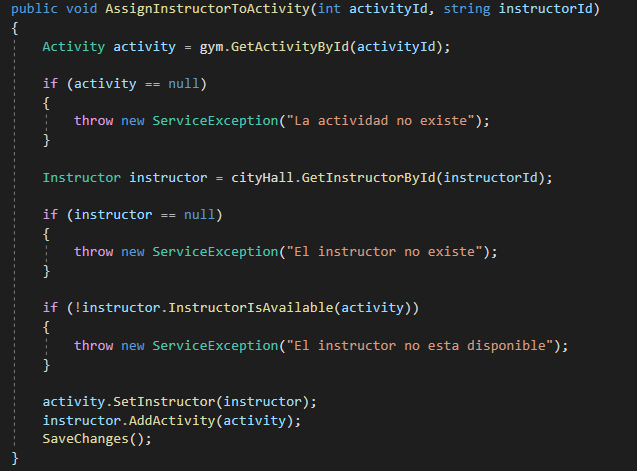 public void AssignInstructorToActivity(int activityId, string instructorId)
{
Activity activity = gym.GetActivityById(activityId);
if (activity == null)
{
throw new ServiceException("La actividad no existe");
}
Instructor instructor = cityHall.GetInstructorById(instructorId);
if (instructor == null)
{
throw new ServiceException("El instructor no existe");
}
if (!instructor.InstructorIsAvailable(activity))
{
throw new ServiceException("El instructor no esta disponible");
}
activity.SetInstructor(instructor);
instructor.AddActivity(activity);
SaveChanges();
}